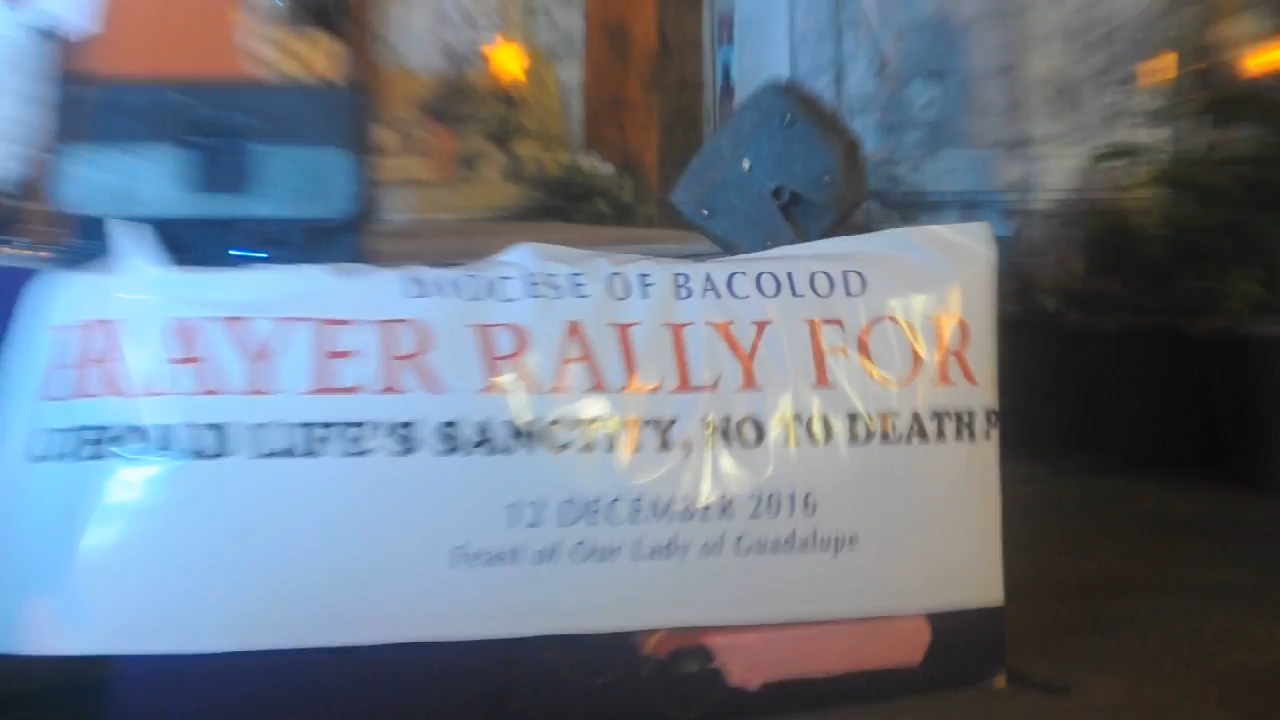 DIOCESE OF BACOLOD
PRAYER RALLY FOR
LIFE'S SANCTITY, NO TO DEATH P
12 DECEMBER 2016
Feast of Our Lady of Guadalupe